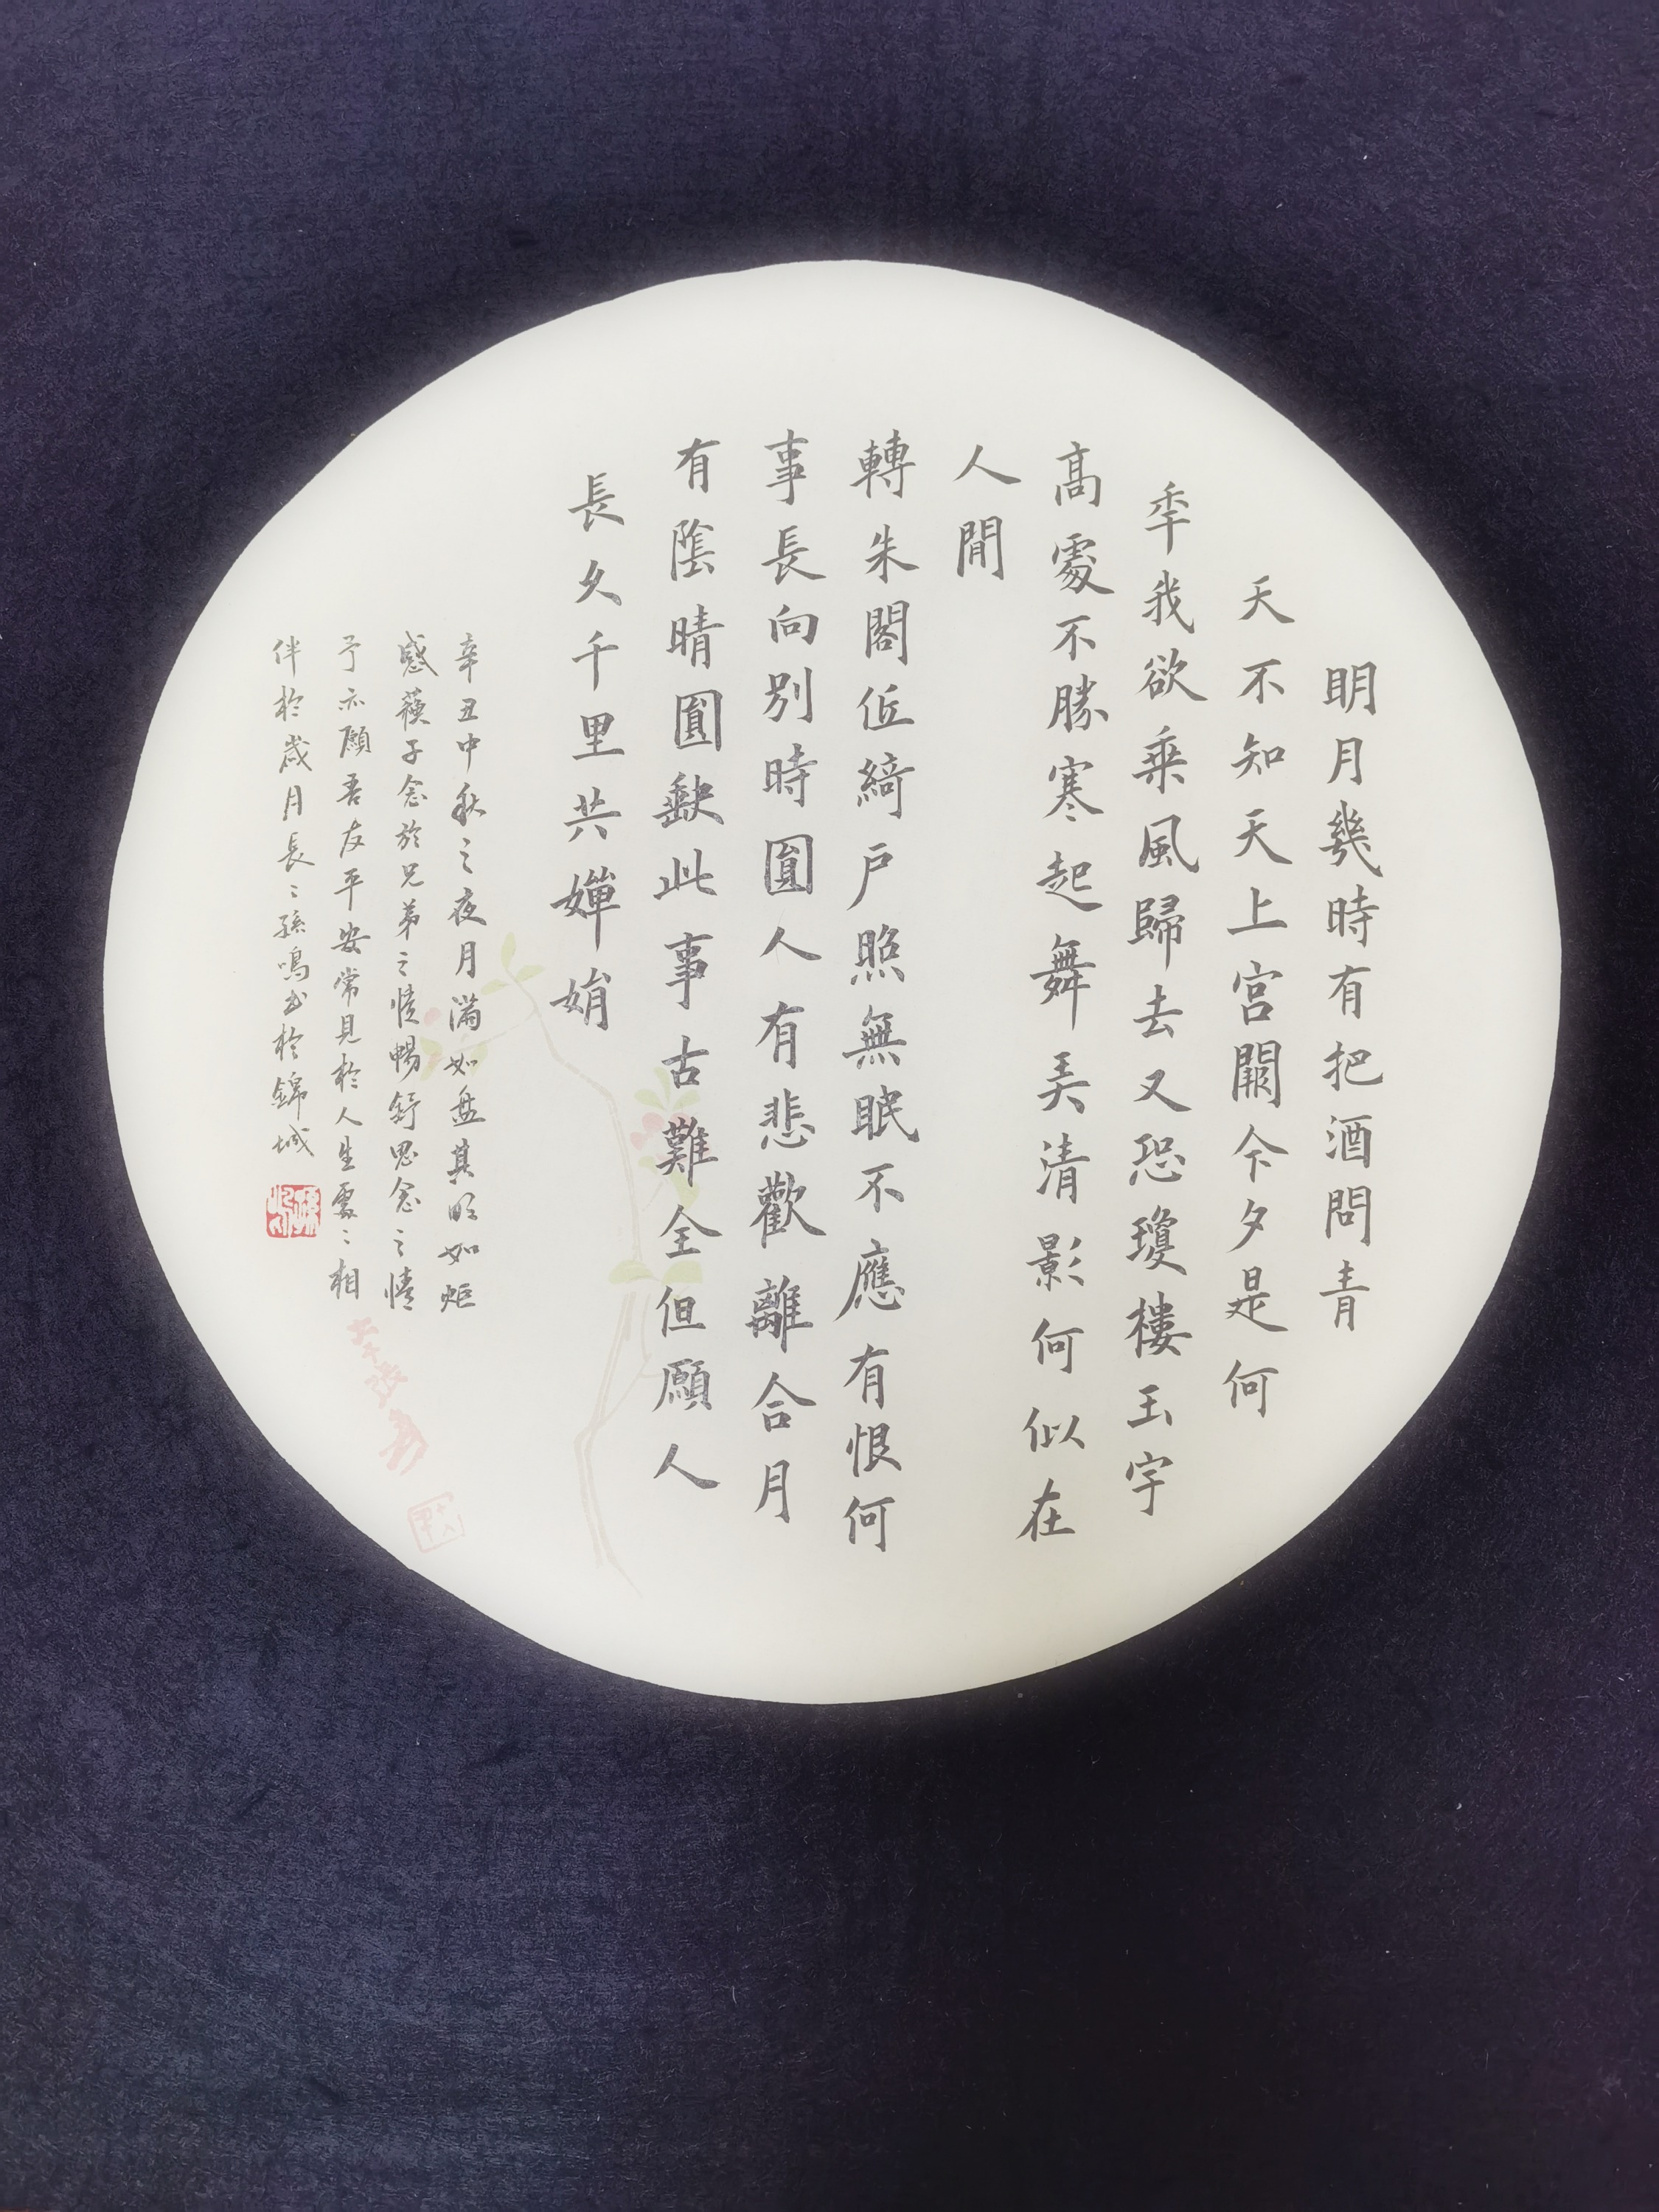 眀月幾時有把酒問青
天不知天上宮闕今夕是何
秊我欲乘風歸去又恐瓊樓玉宇
高處不勝寒起舞弄清影何似在
人間
轉朱閣低綺戶照無眠不應有恨何
事長向別時圓人有悲歡離合月
有陰晴圓缺此事古難全但願人
長久千里共嬋娟
辛丑中秋之夜月滿如盘其明如炬
感蘇子念於兄弟之情暢舒思念之情
予亦願吾友平安常見於人生處〻相
伴於歲月長〻孫鳴书於錦城